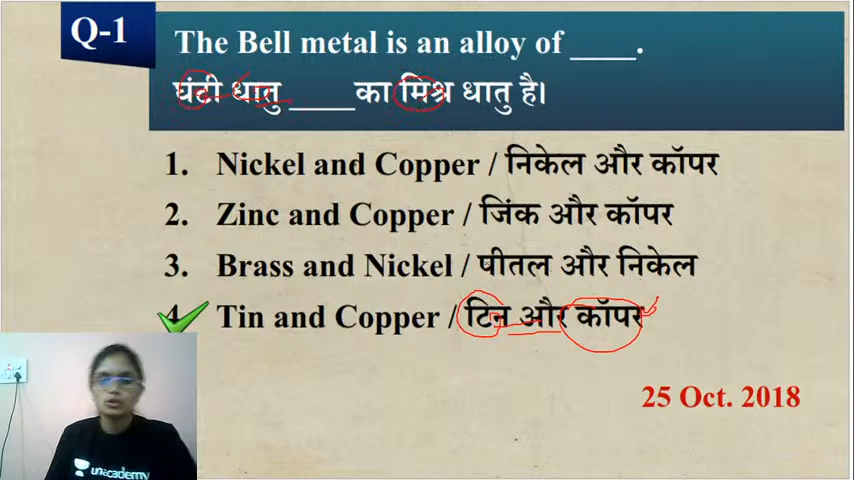 Q-1
The Bell metal is an alloy of ____.
घंटी धातु ____का मिश्र धातु है।
1. Nickel and Copper / निकेल और कॉपर
2. Zinc and Copper / जिंक और कॉपर
3. Brass and Nickel / पीतल और निकेल
4. Tin and Copper / टिन और कॉपर
25 Oct. 2018
unacademy